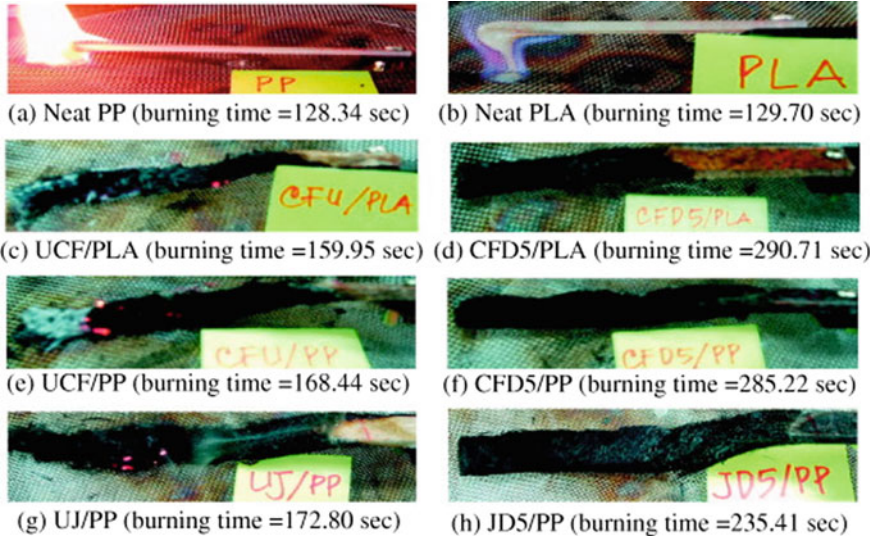 PP
PLA
(a) Neat PP (burning time =128.34 sec)
(b) Neat PLA (burning time =129.70 sec)
CFU/PLA
CFD5/PLA
(c) UCF/PLA (burning time =159.95 sec)
(d) CFD5/PLA (burning time =290.71 sec)
CFU/PP
CFD5/PP
(e) UCF/PP (burning time =168.44 sec)
(f) CFD5/PP (burning time =285.22 sec)
UJ/PP
JD5/PP
(g) UJ/PP (burning time =172.80 sec)
(h) JD5/PP (burning time =235.41 sec)